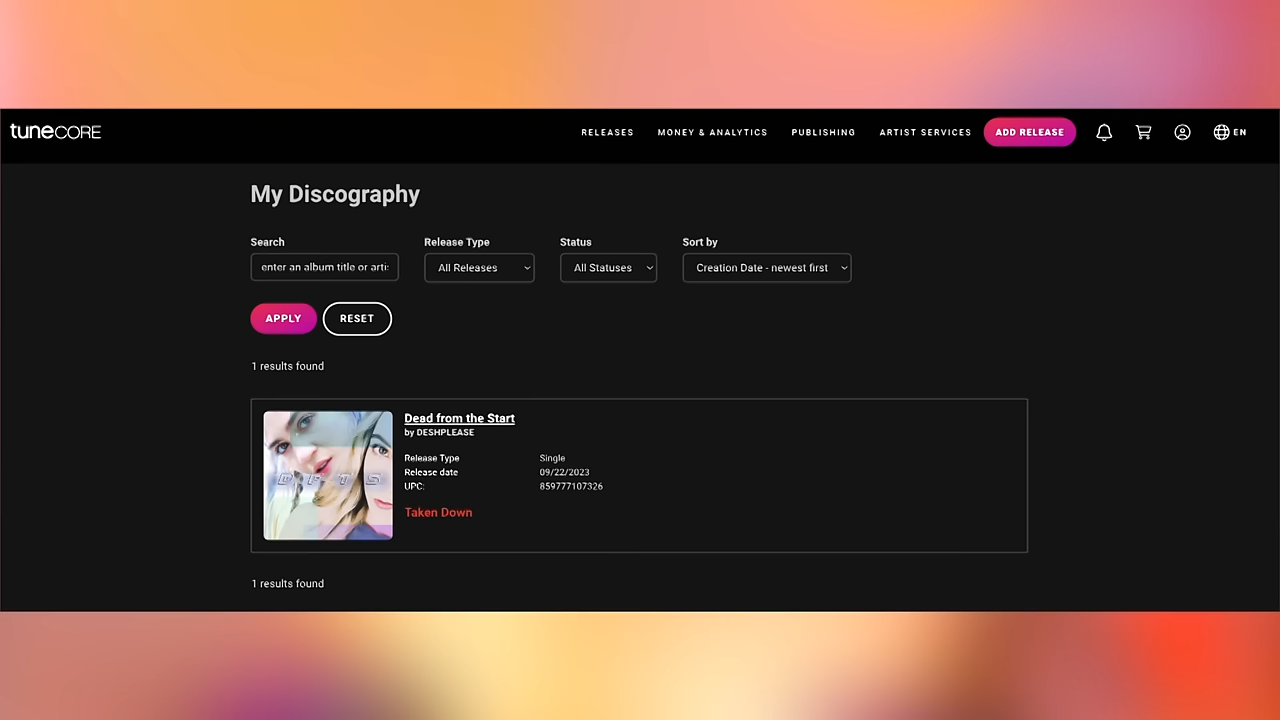 tuneCORE
RELEASES MONEY & ANALYTICS PUBLISHING ARTIST SERVICES ADD RELEASE EN
My Discography
Search Release Type Status Sort by
enter an album title or arti: All Releases All Statuses Creation Date - newest first
APPLY RESET
1 results found
Dead from the Start
by DESHPLEASE
DFTS
Release Type Single
Release date 09/22/2023
UPC: 859777107326
Taken Down
1 results found